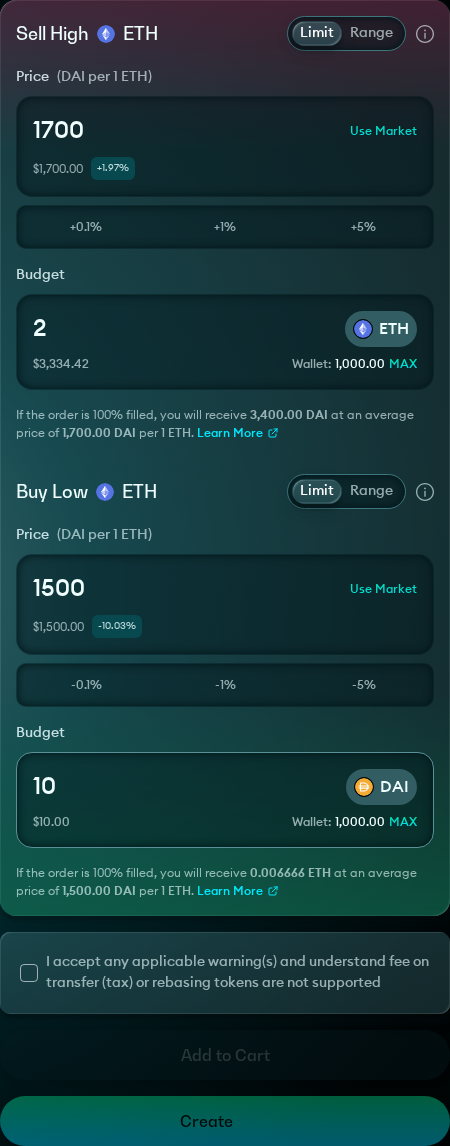 Sell High ETH Limit Range
Price (DAI per 1 ETH)
1700 Use Market
$1,700.00 +1.97%
+0.1% +1% +5%
Budget
2 ETH
$3,334.42 Wallet: 1,000.00 MAX
If the order is 100% filled, you will receive 3,400.00 DAI at an average
price of 1,700.00 DAI per 1 ETH. Learn More
Buy Low ETH Limit Range
Price (DAI per 1 ETH)
1500 Use Market
$1,500.00 -10.03%
-0.1% -1% -5%
Budget
10 DAI
$10.00 Wallet: 1,000.00 MAX
If the order is 100% filled, you will receive 0.006666 ETH at an average
price of 1,500.00 DAI per 1 ETH. Learn More
I accept any applicable warning(s) and understand fee on
transfer (tax) or rebasing tokens are not supported
Add to Cart
Create